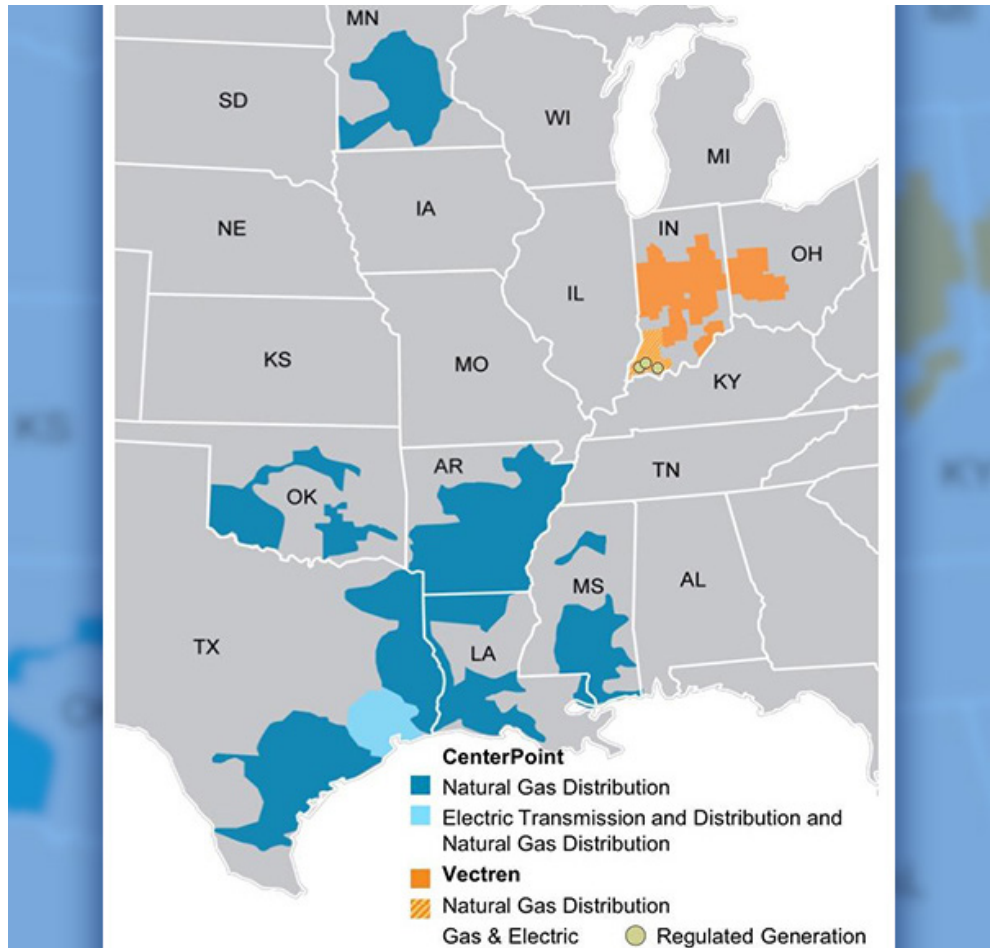 MN
SD
WI
MI
IA
NE
IN
OH
IL
KS
MO
KY
AR
OK
TN
MS
AL
TX
LA
CenterPoint
Natural Gas Distribution
Electric Transmission and Distribution and
Natural Gas Distribution
Vectren
Natural Gas Distribution
Gas & Electric
Regulated Generation
KS
KY